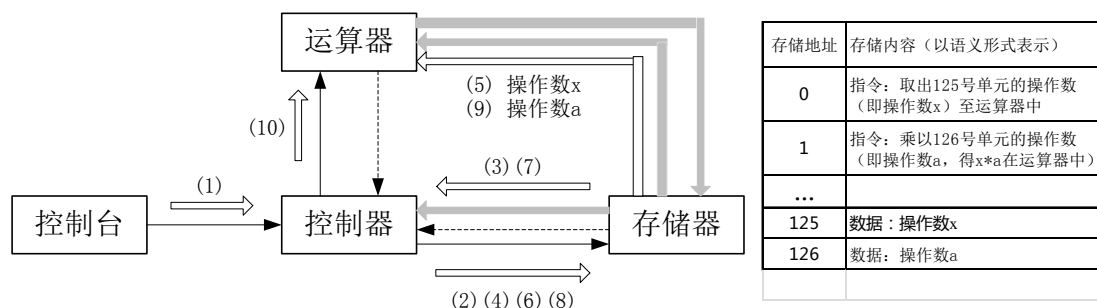 运算器
(5) 操作数x
(9) 操作数a
(10)
(3)(7)
(1)
控制台
控制器
存储器
(2)(4)(6)(8)
存储地址 存储内容（以语义形式表示）
0 指令：取出125号单元的操作数
（即操作数x）至运算器中
1 指令：乘以126号单元的操作数
（即操作数a，得x*a在运算器中）
...
125 数据：操作数x
126 数据：操作数a